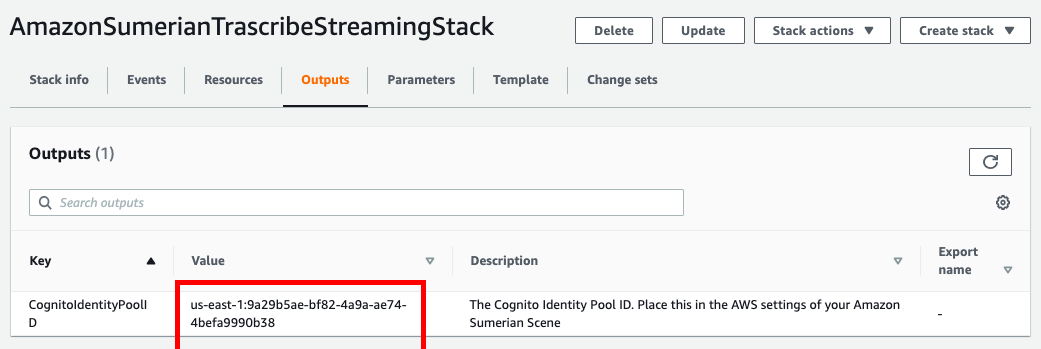 AmazonSumerianTrascribeStreamingStack
Delete
Update
Stack actions
Create stack
Stack info
Events
Resources
Outputs
Parameters
Template
Change sets
Outputs (1)
Search outputs
Key
Value
Description
Export
name
CognitoIdentityPoolI
D
us-east-1:9a29b5ae-bf82-4a9a-ae74-
4befa9990b38
The Cognito Identity Pool ID. Place this in the AWS settings of your Amazon
Sumerian Scene
-